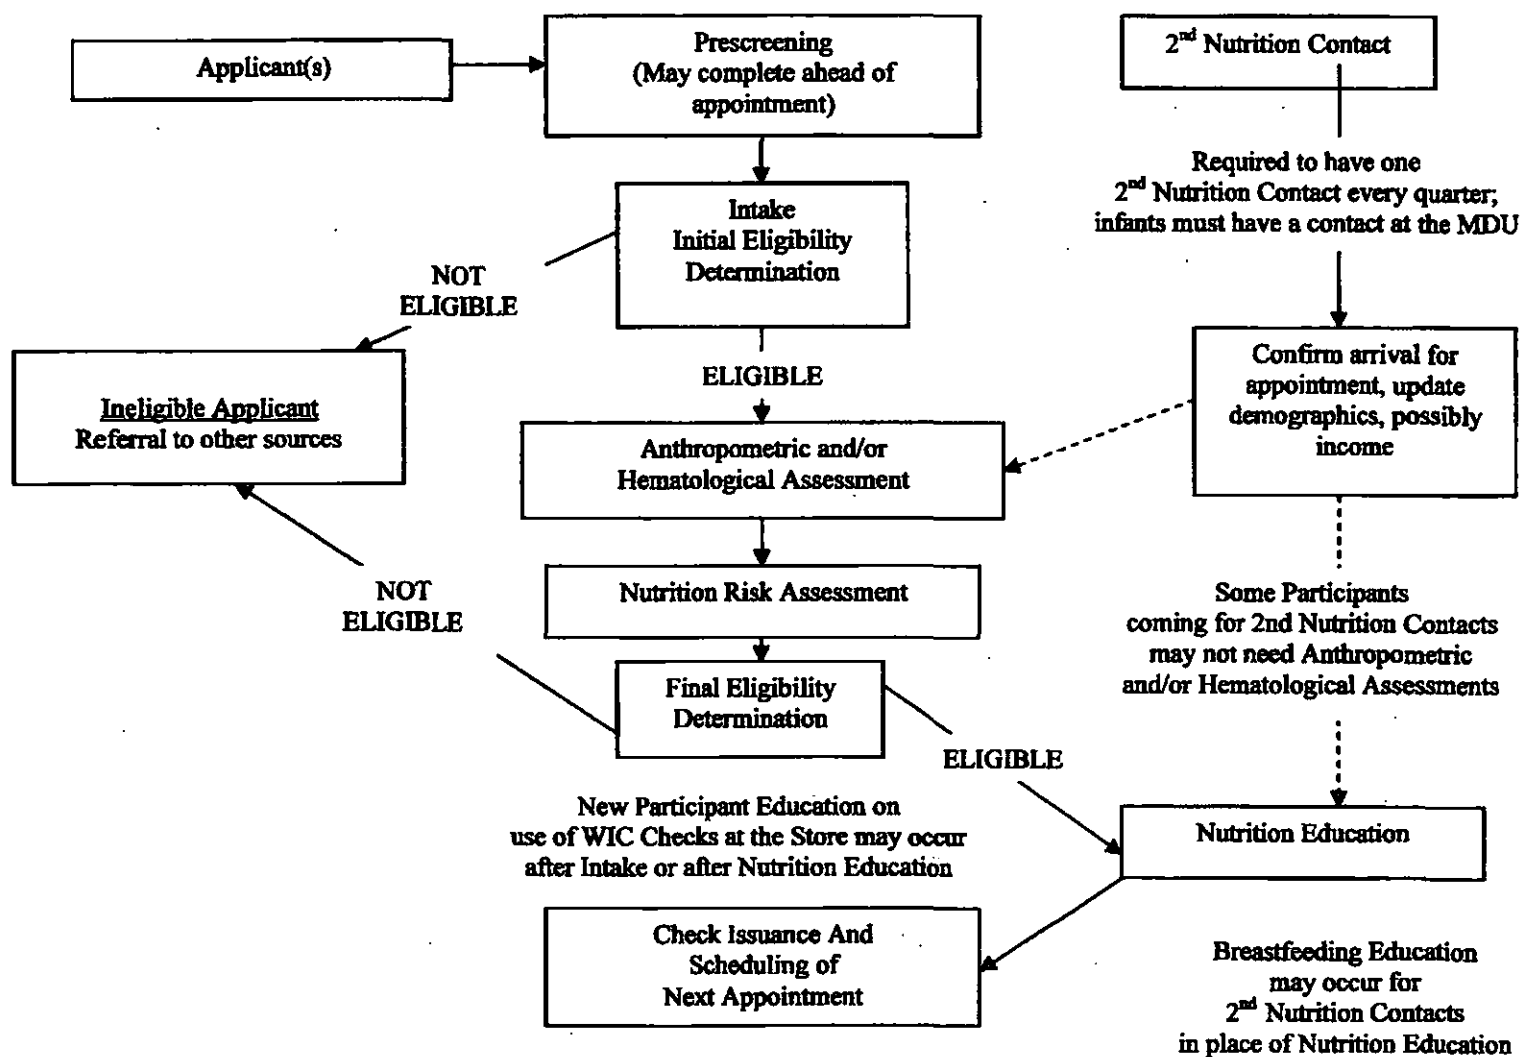 Applicant(s)
Prescreening
(May complete ahead of
appointment)
2nd Nutrition Contact
Required to have one
2nd Nutrition Contact every quarter;
infants must have a contact at the MDU
Intake
Initial Eligibility
Determination
NOT
ELIGIBLE
ELIGIBLE
Ineligible Applicant
Referral to other sources
Confirm arrival for
appointment, update
demographics, possibly
income
Anthropometric and/or
Hematological Assessment
Nutrition Risk Assessment
NOT
ELIGIBLE
Some Participants
coming for 2nd Nutrition Contacts
may not need Anthropometric
and/or Hematological Assessments
Final Eligibility
Determination
ELIGIBLE
New Participant Education on
use of WIC Checks at the Store may occur
after Intake or after Nutrition Education
Nutrition Education
Check Issuance And
Scheduling of
Next Appointment
Breastfeeding Education
may occur for
2nd Nutrition Contacts
in place of Nutrition Education